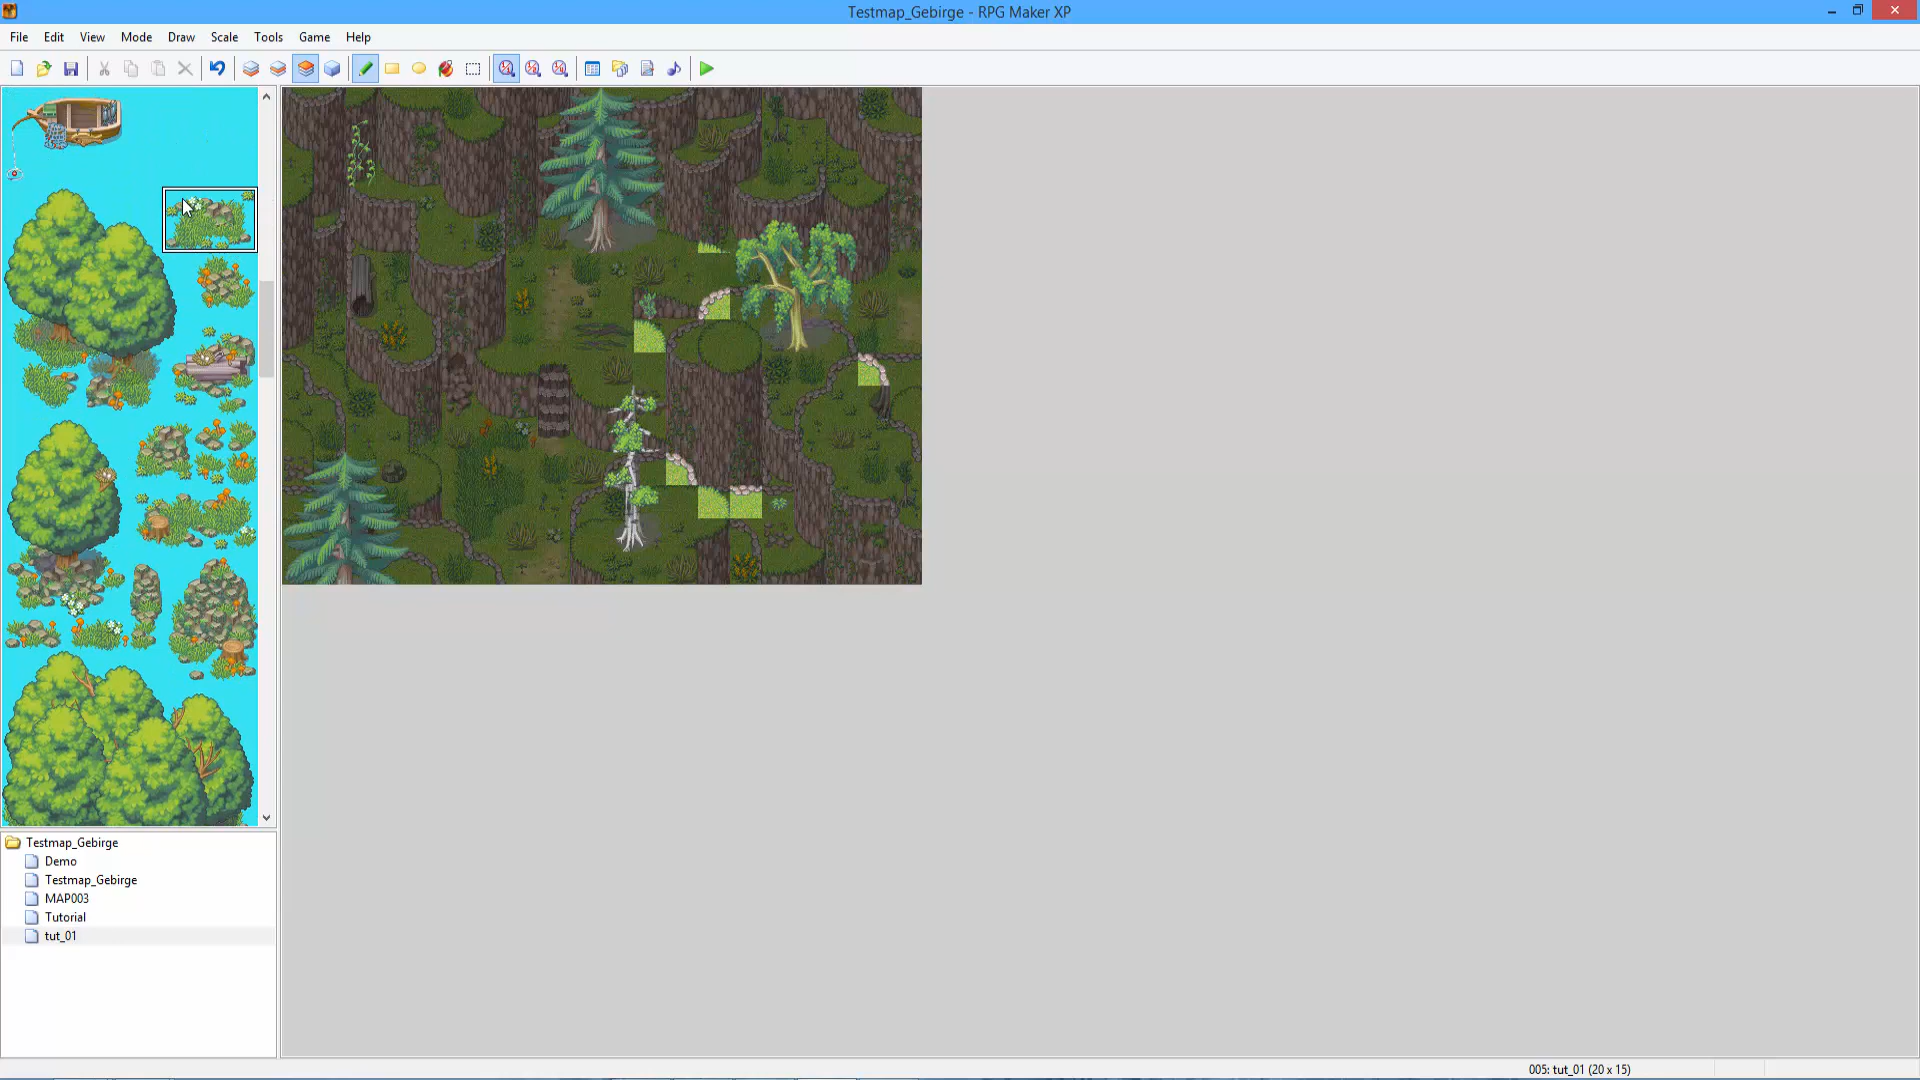 Testmap_Gebirge - RPG Maker XP
File Edit View Mode Draw Scale Tools Game Help
Testmap_Gebirge
Demo
Testmap_Gebirge
MAP003
Tutorial
tut_01
005: tut_01 (20 x 15)